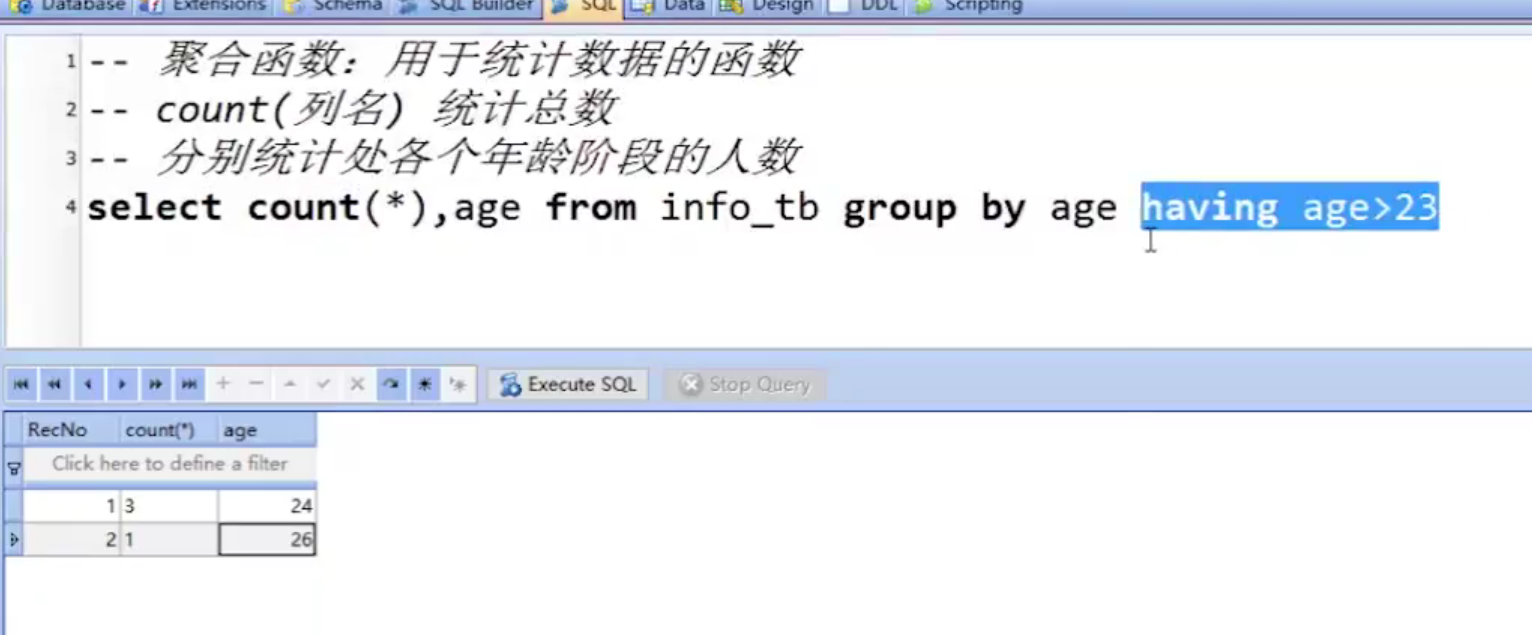 Database Extensions Schema SQL Builder SQL Data Design DDL Scripting
1 -- 聚合函数：用于统计数据的函数
2 -- count(列名) 统计总数
3 -- 分别统计处各个年龄阶段的人数
4 select count(*),age from info_tb group by age having age>23
Execute SQL Stop Query
RecNo count(*) age
Click here to define a filter
1 3 24
2 1 26